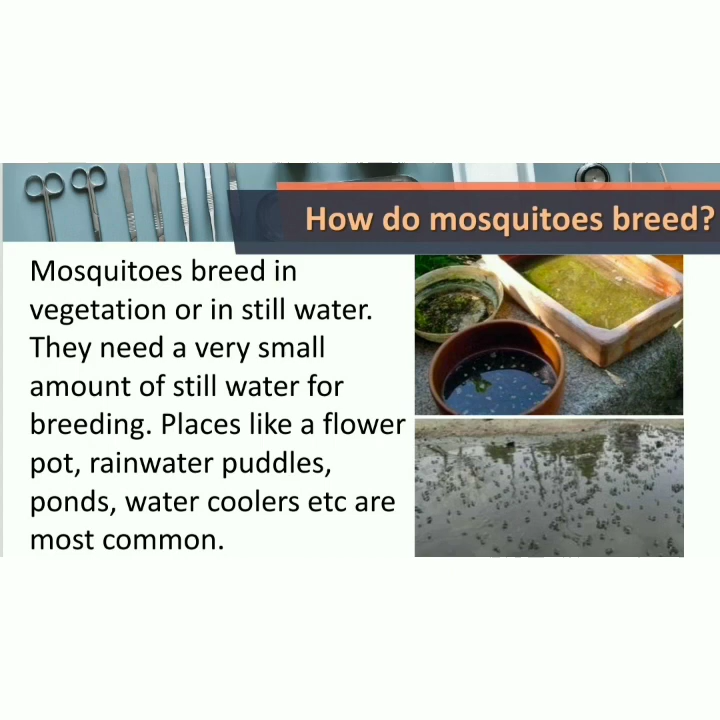 How do mosquitoes breed?
Mosquitoes breed in
vegetation or in still water.
They need a very small
amount of still water for
breeding. Places like a flower
pot, rainwater puddles,
ponds, water coolers etc are
most common.